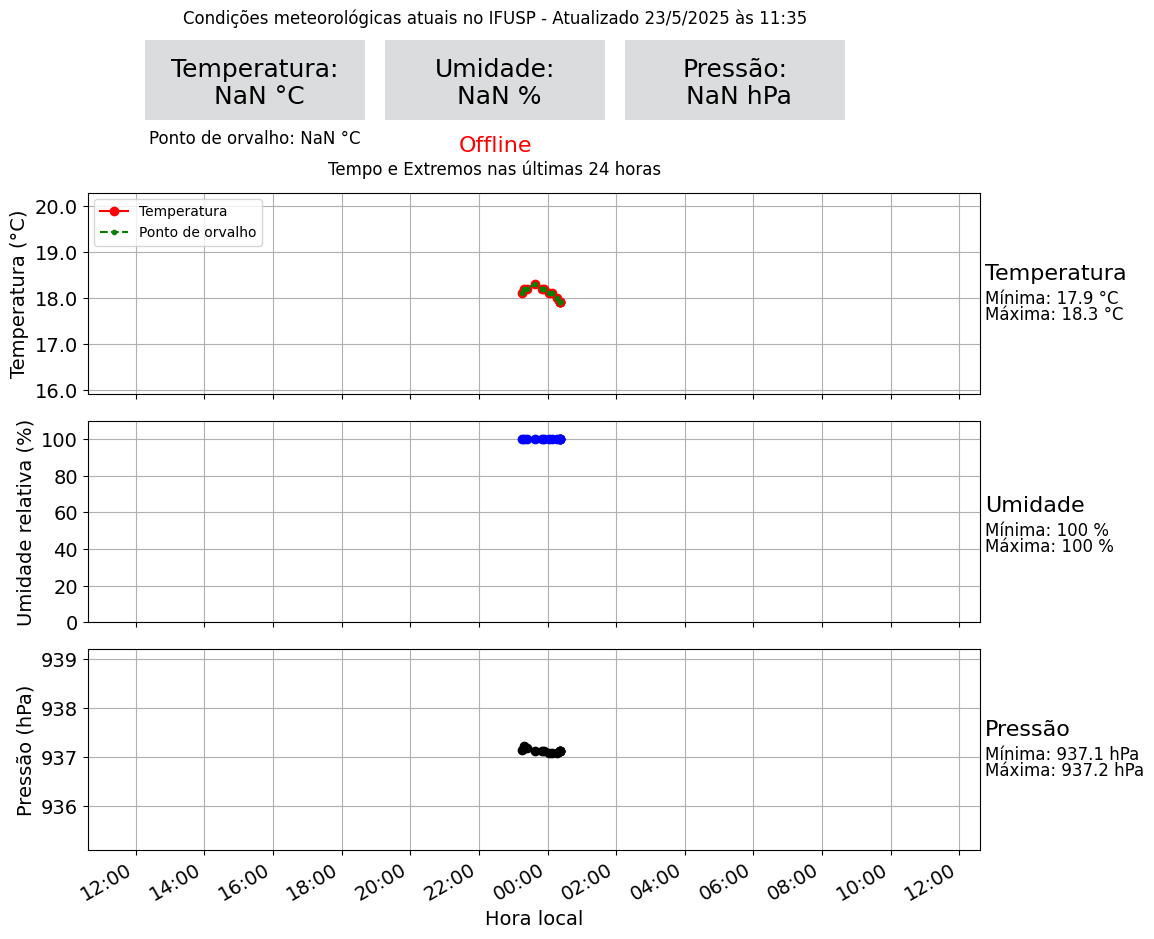 Condições meteorológicas atuais no IFUSP - Atualizado 23/5/2025 às 11:35
Temperatura:
NaN °C
Umidade:
NaN %
Pressão:
NaN hPa
Ponto de orvalho: NaN °C
Offline
Tempo e Extremos nas últimas 24 horas
Temperatura (°C)
20.0
19.0
18.0
17.0
16.0
Temperatura
Ponto de orvalho
Temperatura
Mínima: 17.9 °C
Máxima: 18.3 °C
Umidade relativa (%)
100
80
60
40
20
0
Umidade
Mínima: 100 %
Máxima: 100 %
Pressão (hPa)
939
938
937
936
Pressão
Mínima: 937.1 hPa
Máxima: 937.2 hPa
12:00 14:00 16:00 18:00 20:00 22:00 00:00 02:00 04:00 06:00 08:00 10:00 12:00
Hora local